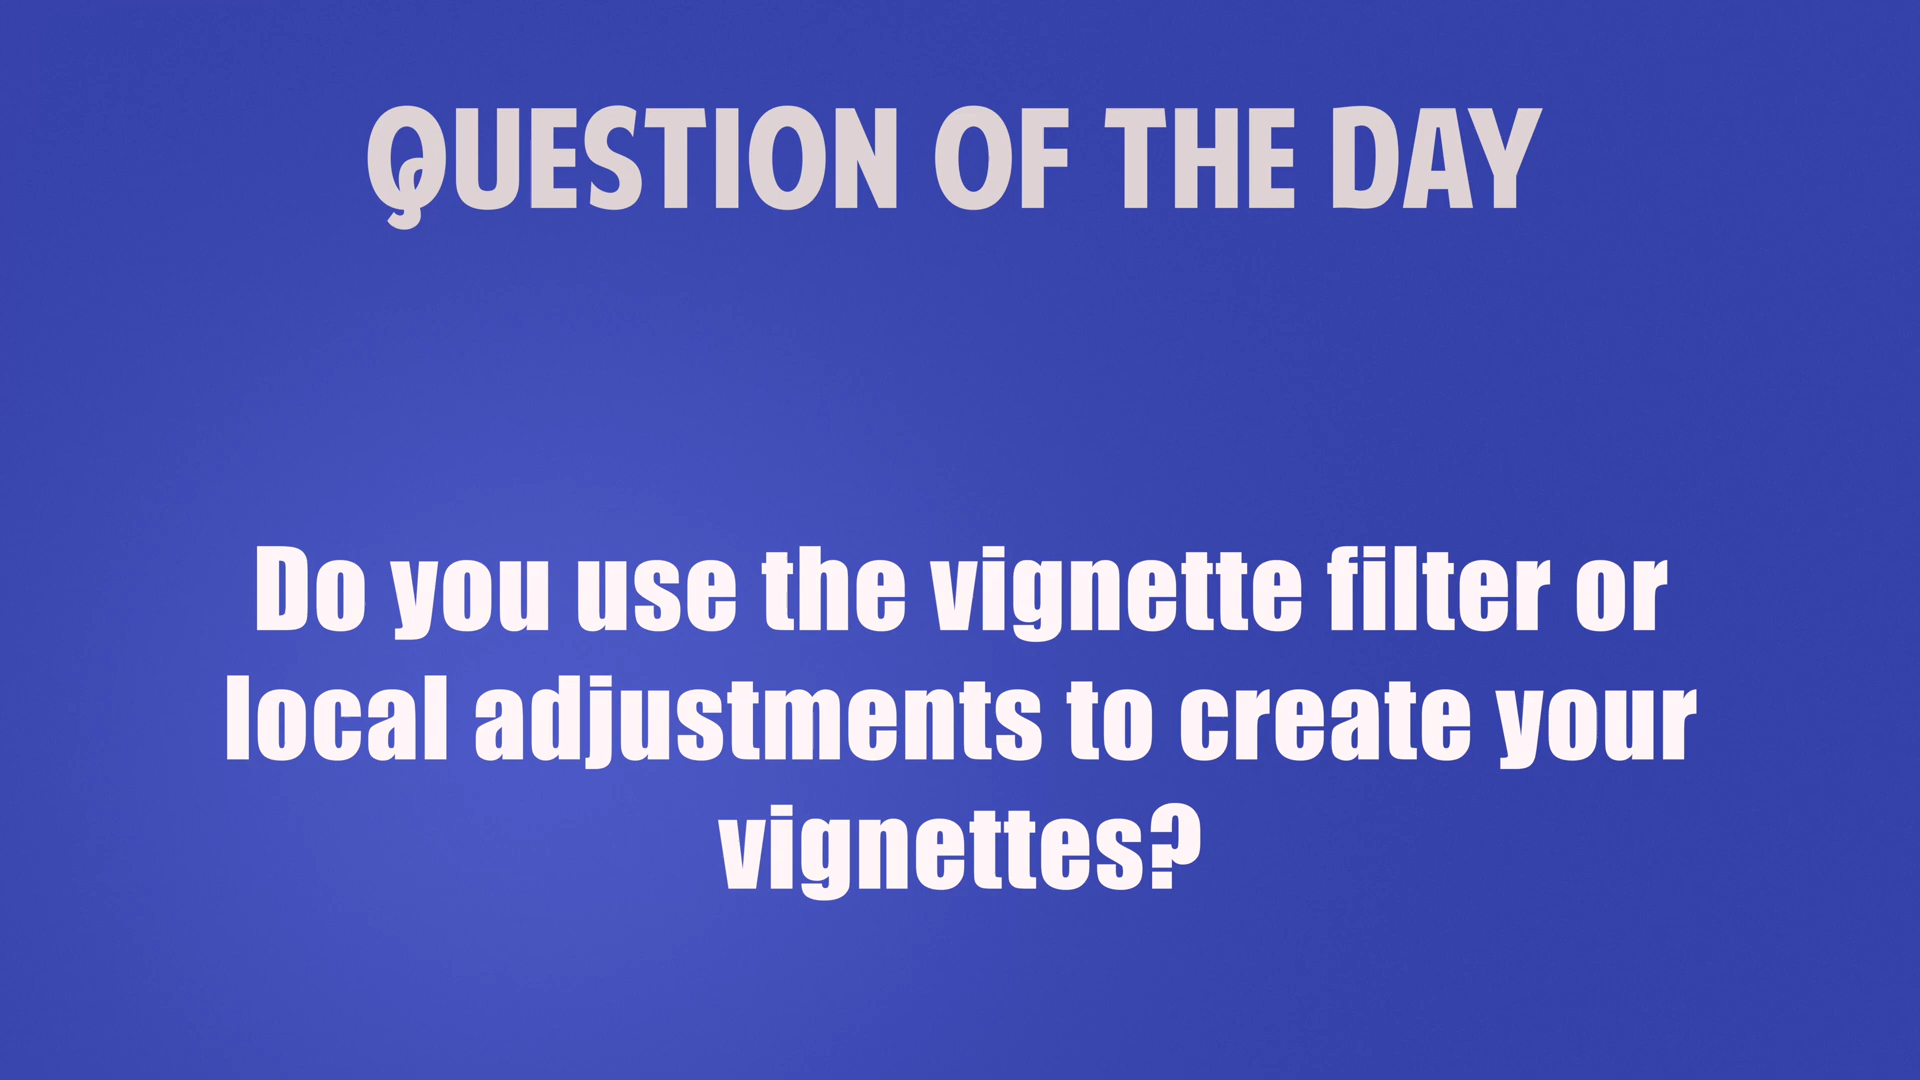 QUESTION OF THE DAY
Do you use the vignette filter or
local adjustments to create your
vignettes?